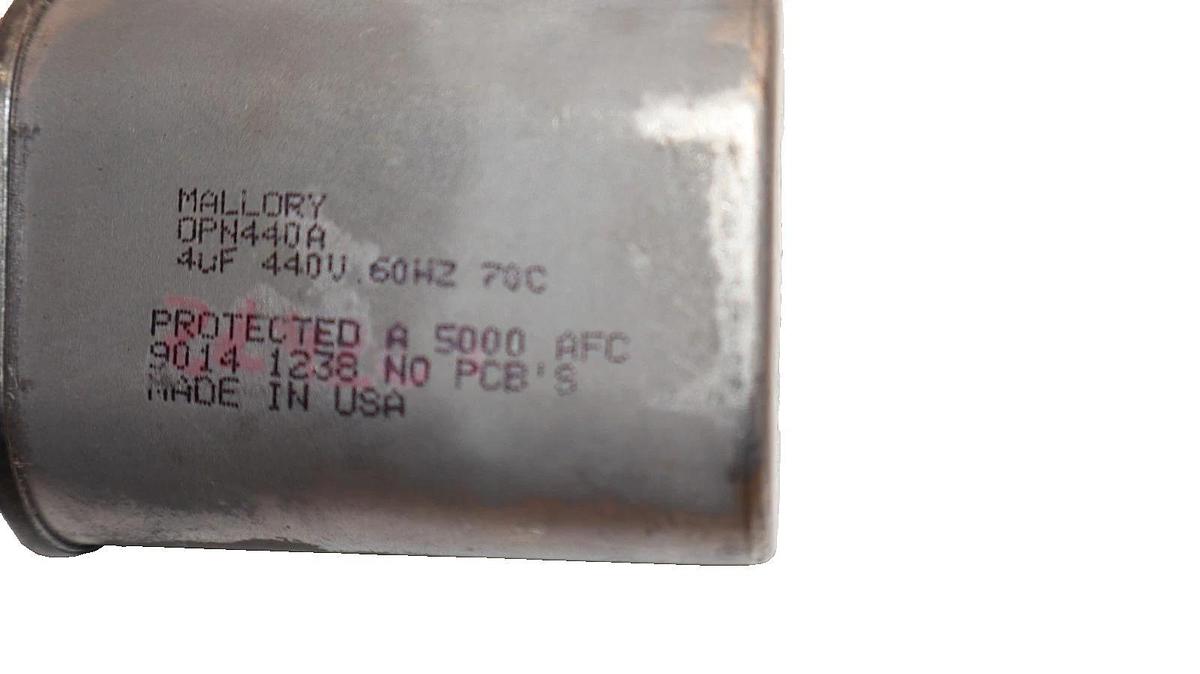 MALLORY
OPN440A
4uF 440V.60HZ 70C
PROTECTED A 5000 AFC
9014 1238 NO PCB'S
MADE IN USA